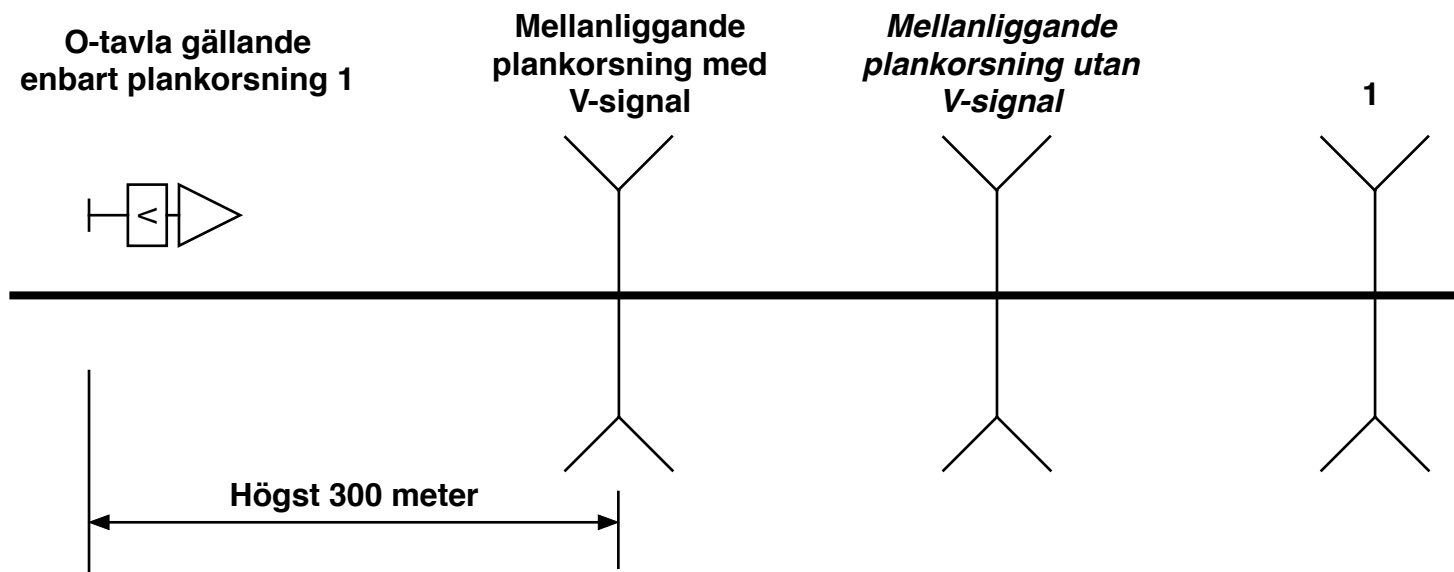 O-tavla gällande
enbart plankorsning 1
Mellanliggande
plankorsning med
V-signal
Mellanliggande
plankorsning utan
V-signal
1
<
Högst 300 meter